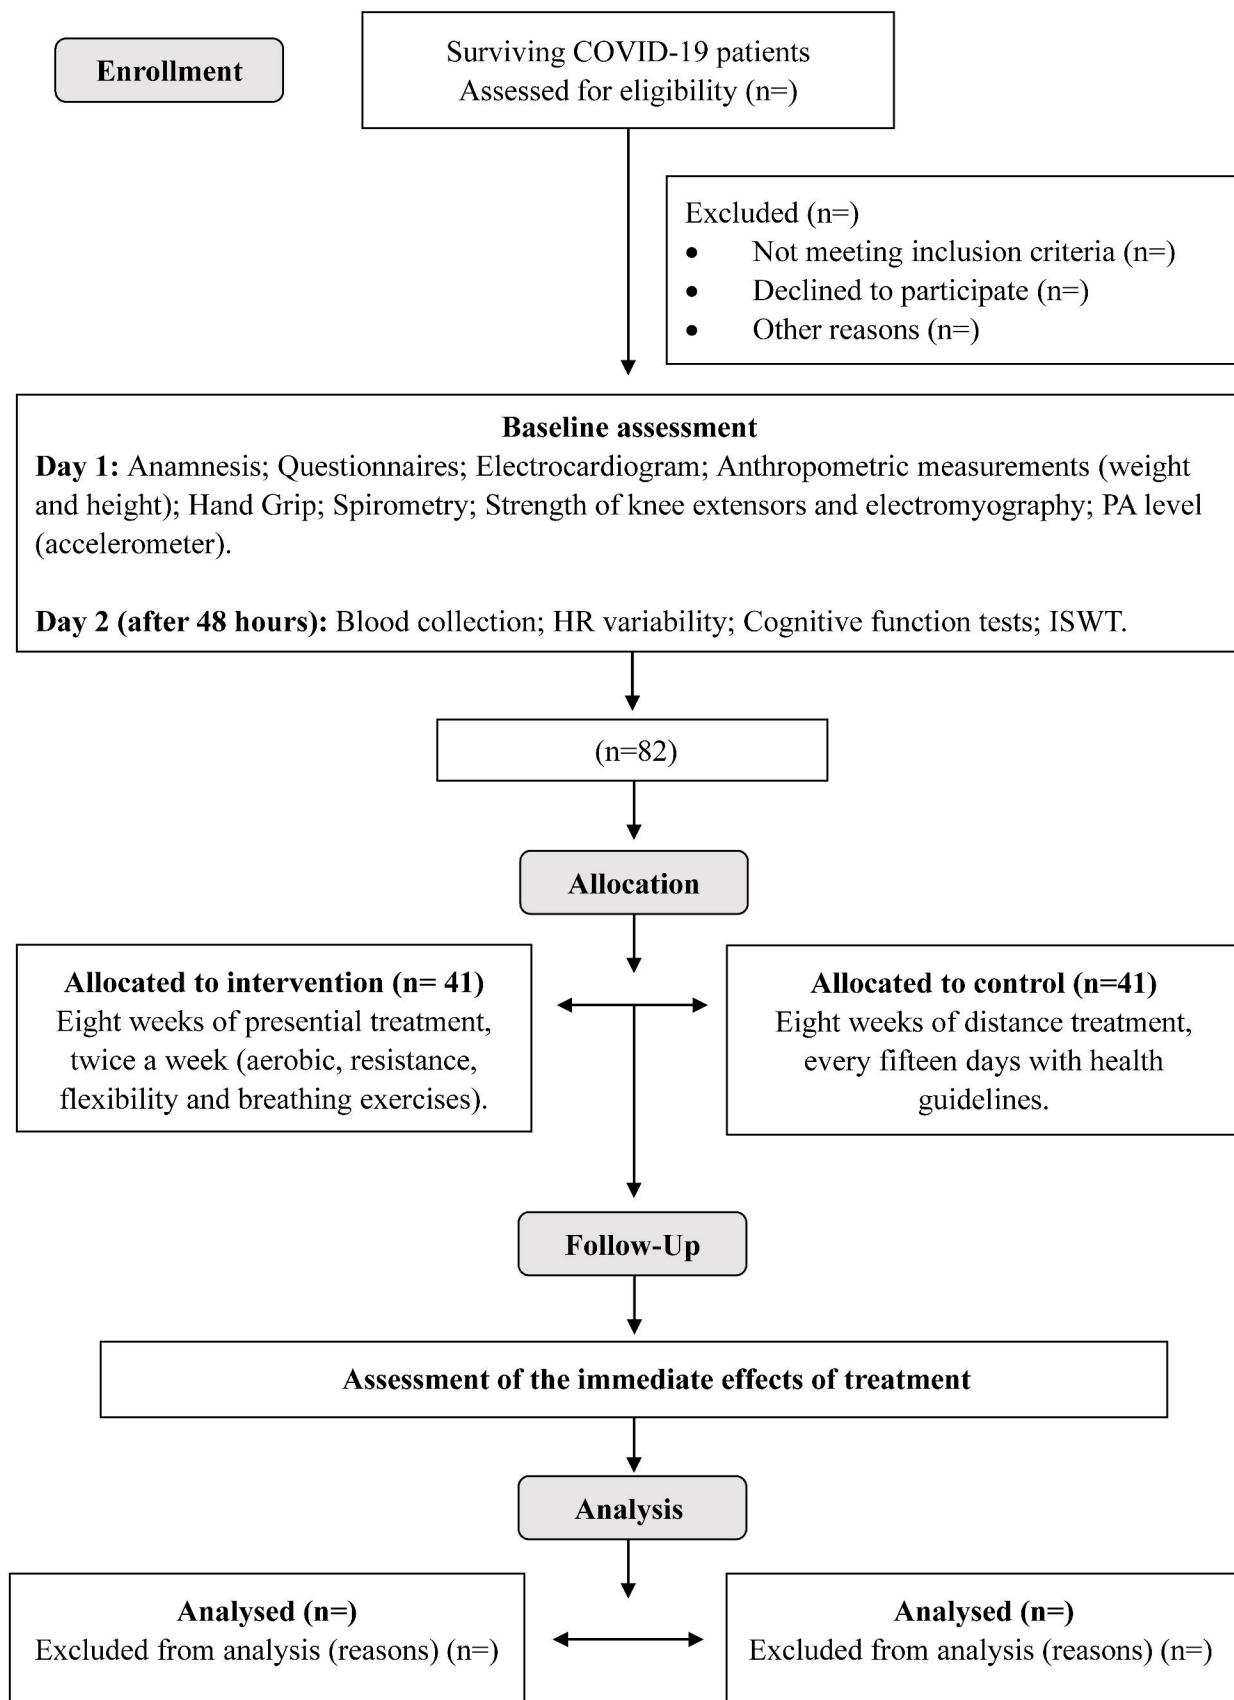 Enrollment
Surviving COVID-19 patients
Assessed for eligibility (n=)
Excluded (n=)
• Not meeting inclusion criteria (n=)
• Declined to participate (n=)
• Other reasons (n=)
Baseline assessment
Day 1: Anamnesis; Questionnaires; Electrocardiogram; Anthropometric measurements (weight
and height); Hand Grip; Spirometry; Strength of knee extensors and electromyography; PA level
(accelerometer).
Day 2 (after 48 hours): Blood collection; HR variability; Cognitive function tests; ISWT.
(n=82)
Allocation
Allocated to intervention (n= 41)
Eight weeks of presential treatment,
twice a week (aerobic, resistance,
flexibility and breathing exercises).
Allocated to control (n=41)
Eight weeks of distance treatment,
every fifteen days with health
guidelines.
Follow-Up
Assessment of the immediate effects of treatment
Analysis
Analysed (n=)
Excluded from analysis (reasons) (n=)
Analysed (n=)
Excluded from analysis (reasons) (n=)